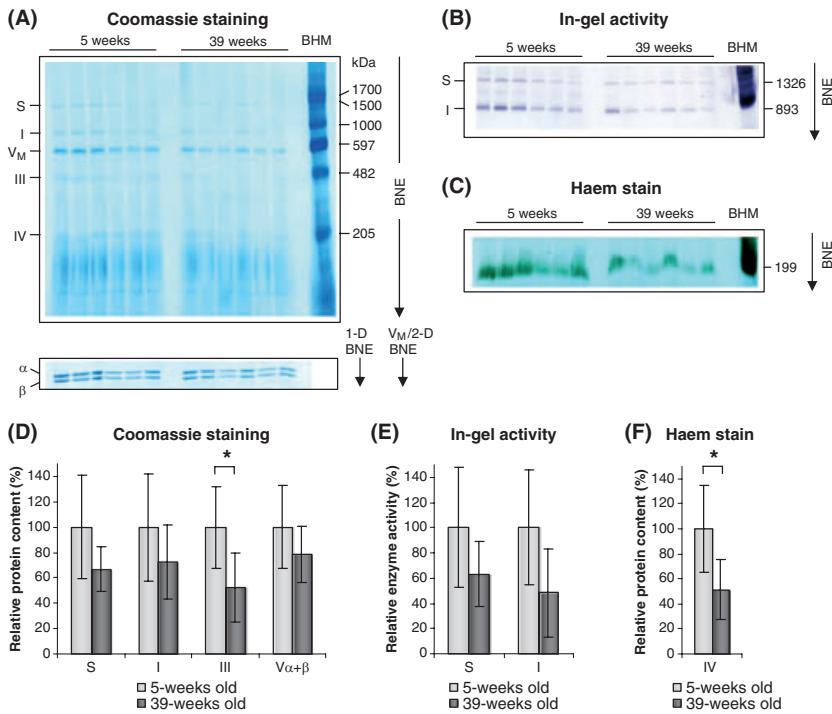 (A) Coomassie staining
5 weeks 39 weeks BHM
kDa
S
I
VM
III
IV
1700
1500
1000
597
482
205
BNE
1-D BNE
VM/2-D BNE
α
β
(B) In-gel activity
5 weeks 39 weeks BHM
S
I
1326
893
BNE
(C) Haem stain
5 weeks 39 weeks BHM
199
BNE
(D) Coomassie staining
Relative protein content (%)
140
120
100
80
60
40
20
0
*
S I III Vα+β
5-weeks old
39-weeks old
(E) In-gel activity
Relative enzyme activity (%)
140
120
100
80
60
40
20
0
S I
5-weeks old
39-weeks old
(F) Haem stain
Relative protein content (%)
140
120
100
80
60
40
20
0
*
IV
5-weeks old
39-weeks old